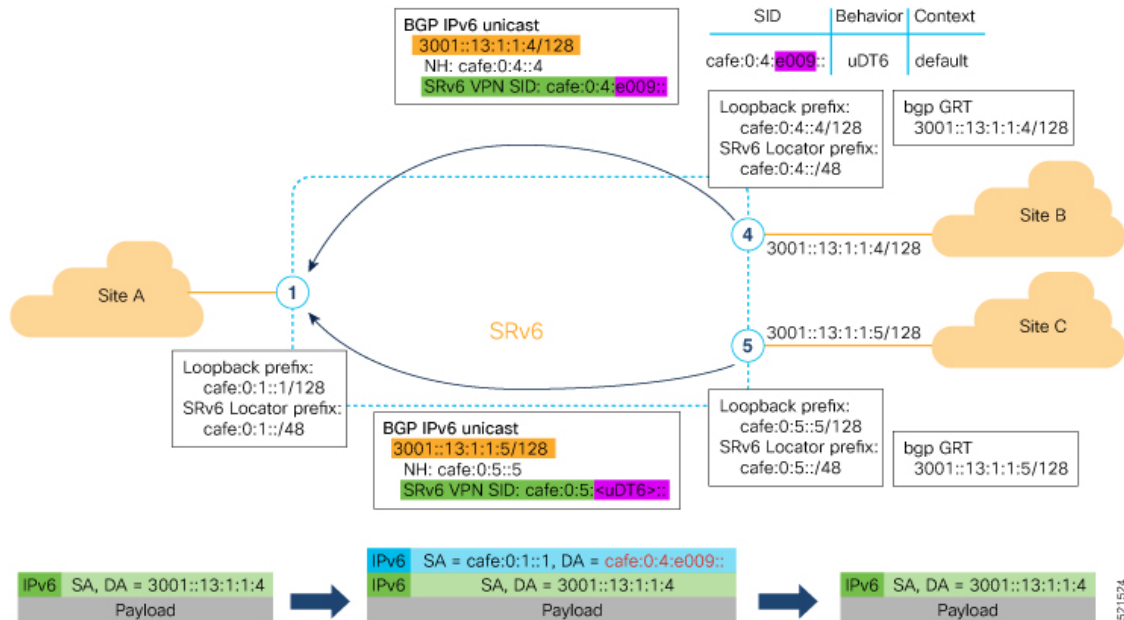 BGP IPv6 unicast
3001::13:1:1:4/128
NH: cafe:0:4::4
SRv6 VPN SID: cafe:0:4:e009::
SID Behavior Context
cafe:0:4:e009:: uDT6 default
Loopback prefix:
cafe:0:4::4/128
SRv6 Locator prefix:
cafe:0:4::/48
bgp GRT
3001::13:1:1:4/128
Site B
4
3001::13:1:1:4/128
Site A
1
SRv6
3001::13:1:1:5/128
Site C
5
Loopback prefix:
cafe:0:1::1/128
SRv6 Locator prefix:
cafe:0:1::/48
BGP IPv6 unicast
3001::13:1:1:5/128
NH: cafe:0:5::5
SRv6 VPN SID: cafe:0:5:<uDT6>::
Loopback prefix:
cafe:0:5::5/128
SRv6 Locator prefix:
cafe:0:5::/48
bgp GRT
3001::13:1:1:5/128
IPv6 SA, DA = 3001::13:1:1:4
Payload
IPv6 SA = cafe:0:1::1, DA = cafe:0:4:e009::
IPv6 SA, DA = 3001::13:1:1:4
Payload
IPv6 SA, DA = 3001::13:1:1:4
Payload
521524